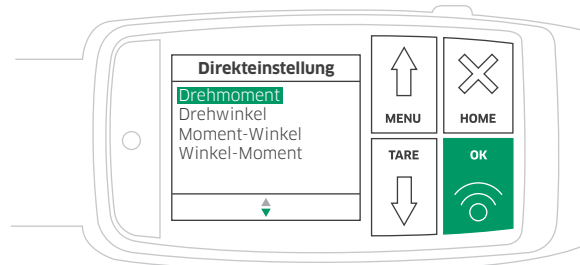 Direkteinstellung
Drehmoment
Drehwinkel
Moment-Winkel
Winkel-Moment
MENU
HOME
TARE
OK